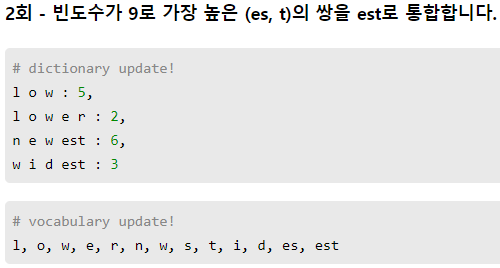 2회 - 빈도수가 9로 가장 높은 (es, t)의 쌍을 est로 통합합니다.
# dictionary update!
l o w : 5,
l o w e r : 2,
n e w est : 6,
w i d est : 3
# vocabulary update!
l, o, w, e, r, n, w, s, t, i, d, es, est